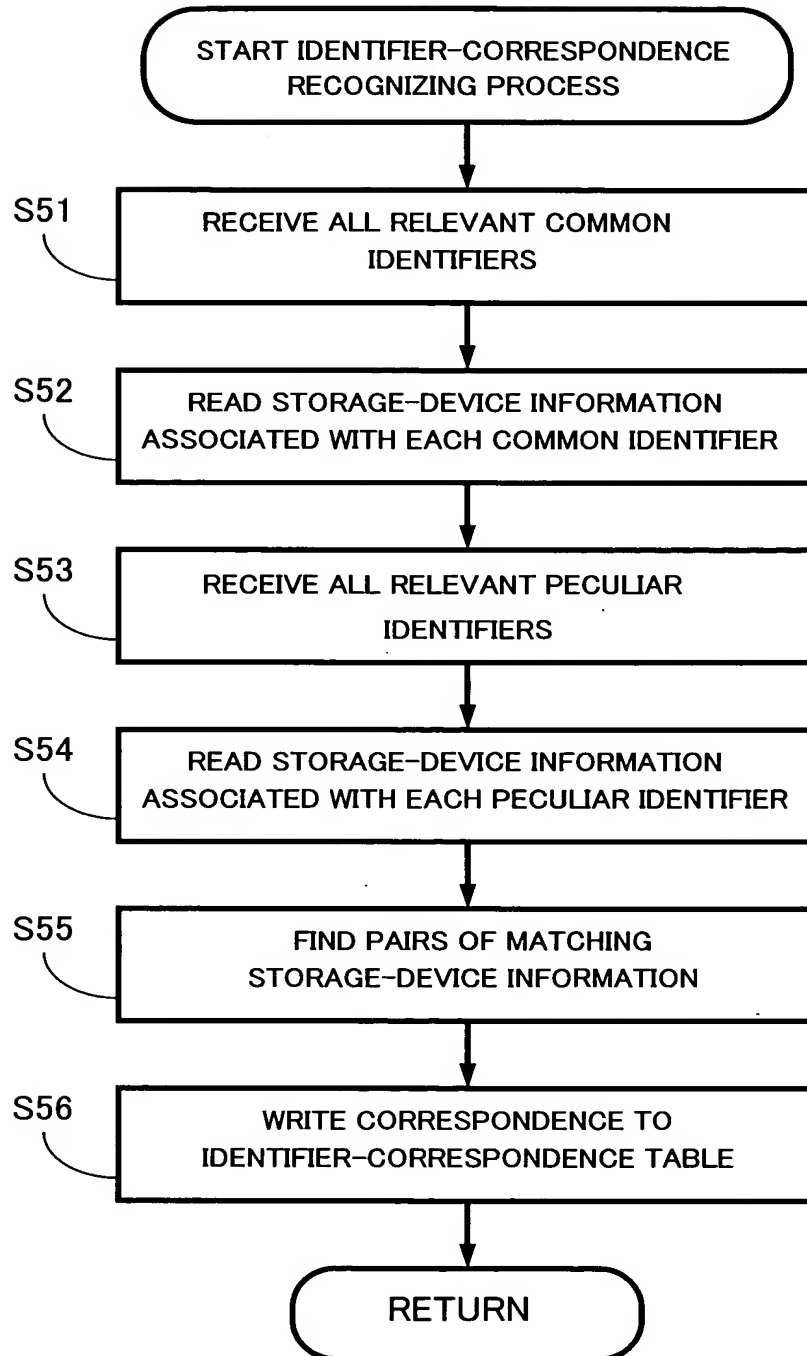 START IDENTIFIER-CORRESPONDENCE
RECOGNIZING PROCESS
S51
RECEIVE ALL RELEVANT COMMON
IDENTIFIERS
S52
READ STORAGE-DEVICE INFORMATION
ASSOCIATED WITH EACH COMMON IDENTIFIER
S53
RECEIVE ALL RELEVANT PECULIAR
IDENTIFIERS
S54
READ STORAGE-DEVICE INFORMATION
ASSOCIATED WITH EACH PECULIAR IDENTIFIER
S55
FIND PAIRS OF MATCHING
STORAGE-DEVICE INFORMATION
S56
WRITE CORRESPONDENCE TO
IDENTIFIER-CORRESPONDENCE TABLE
RETURN